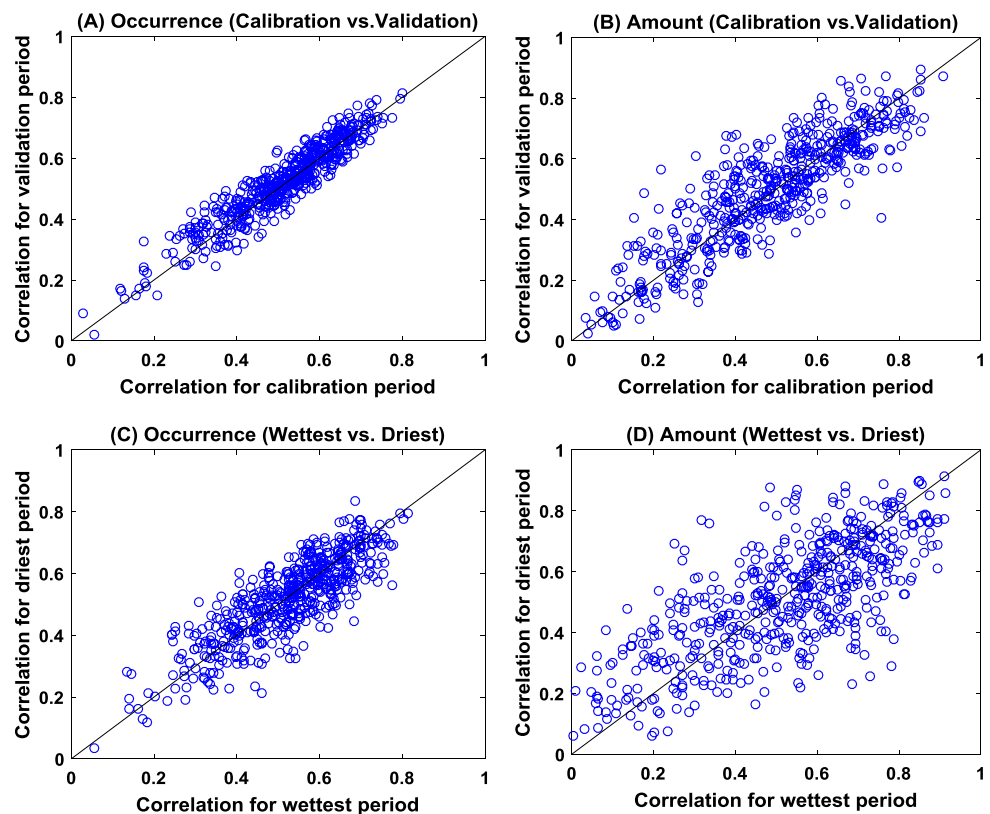 (A) Occurrence (Calibration vs.Validation)
Correlation for validation period
1
0.8
0.6
0.4
0.2
0
0 0.2 0.4 0.6 0.8 1
Correlation for calibration period
(B) Amount (Calibration vs.Validation)
Correlation for validation period
1
0.8
0.6
0.4
0.2
0
0 0.2 0.4 0.6 0.8 1
Correlation for calibration period
(C) Occurrence (Wettest vs. Driest)
Correlation for driest period
1
0.8
0.6
0.4
0.2
0
0 0.2 0.4 0.6 0.8 1
Correlation for wettest period
(D) Amount (Wettest vs. Driest)
Correlation for driest period
1
0.8
0.6
0.4
0.2
0
0 0.2 0.4 0.6 0.8 1
Correlation for wettest period